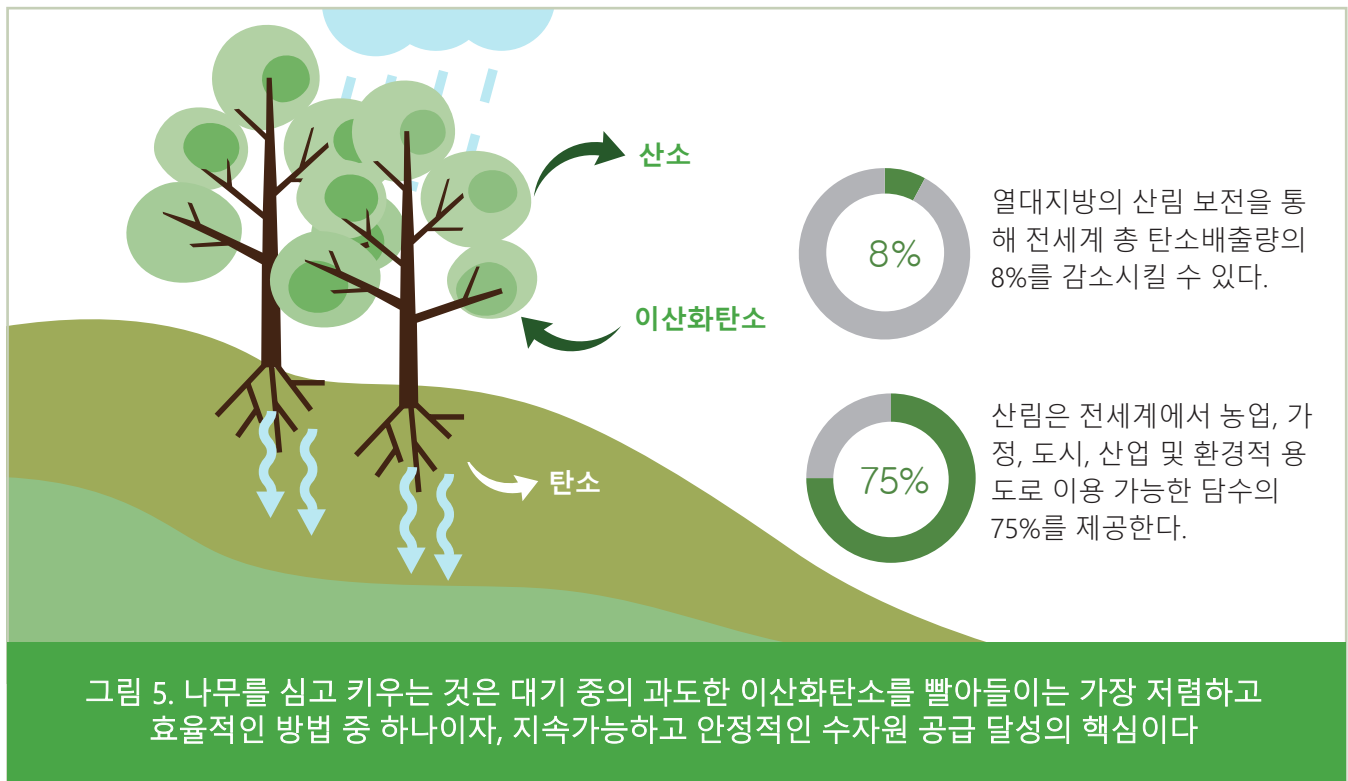 산소
이산화탄소
탄소
8%
열대지방의 산림 보전을 통
해 전세계 총 탄소배출량의
8%를 감소시킬 수 있다.
75%
산림은 전세계에서 농업, 가
정, 도시, 산업 및 환경적 용
도로 이용 가능한 담수의
75%를 제공한다.
그림 5. 나무를 심고 키우는 것은 대기 중의 과도한 이산화탄소를 빨아들이는 가장 저렴하고
효율적인 방법 중 하나이자, 지속가능하고 안정적인 수자원 공급 달성의 핵심이다